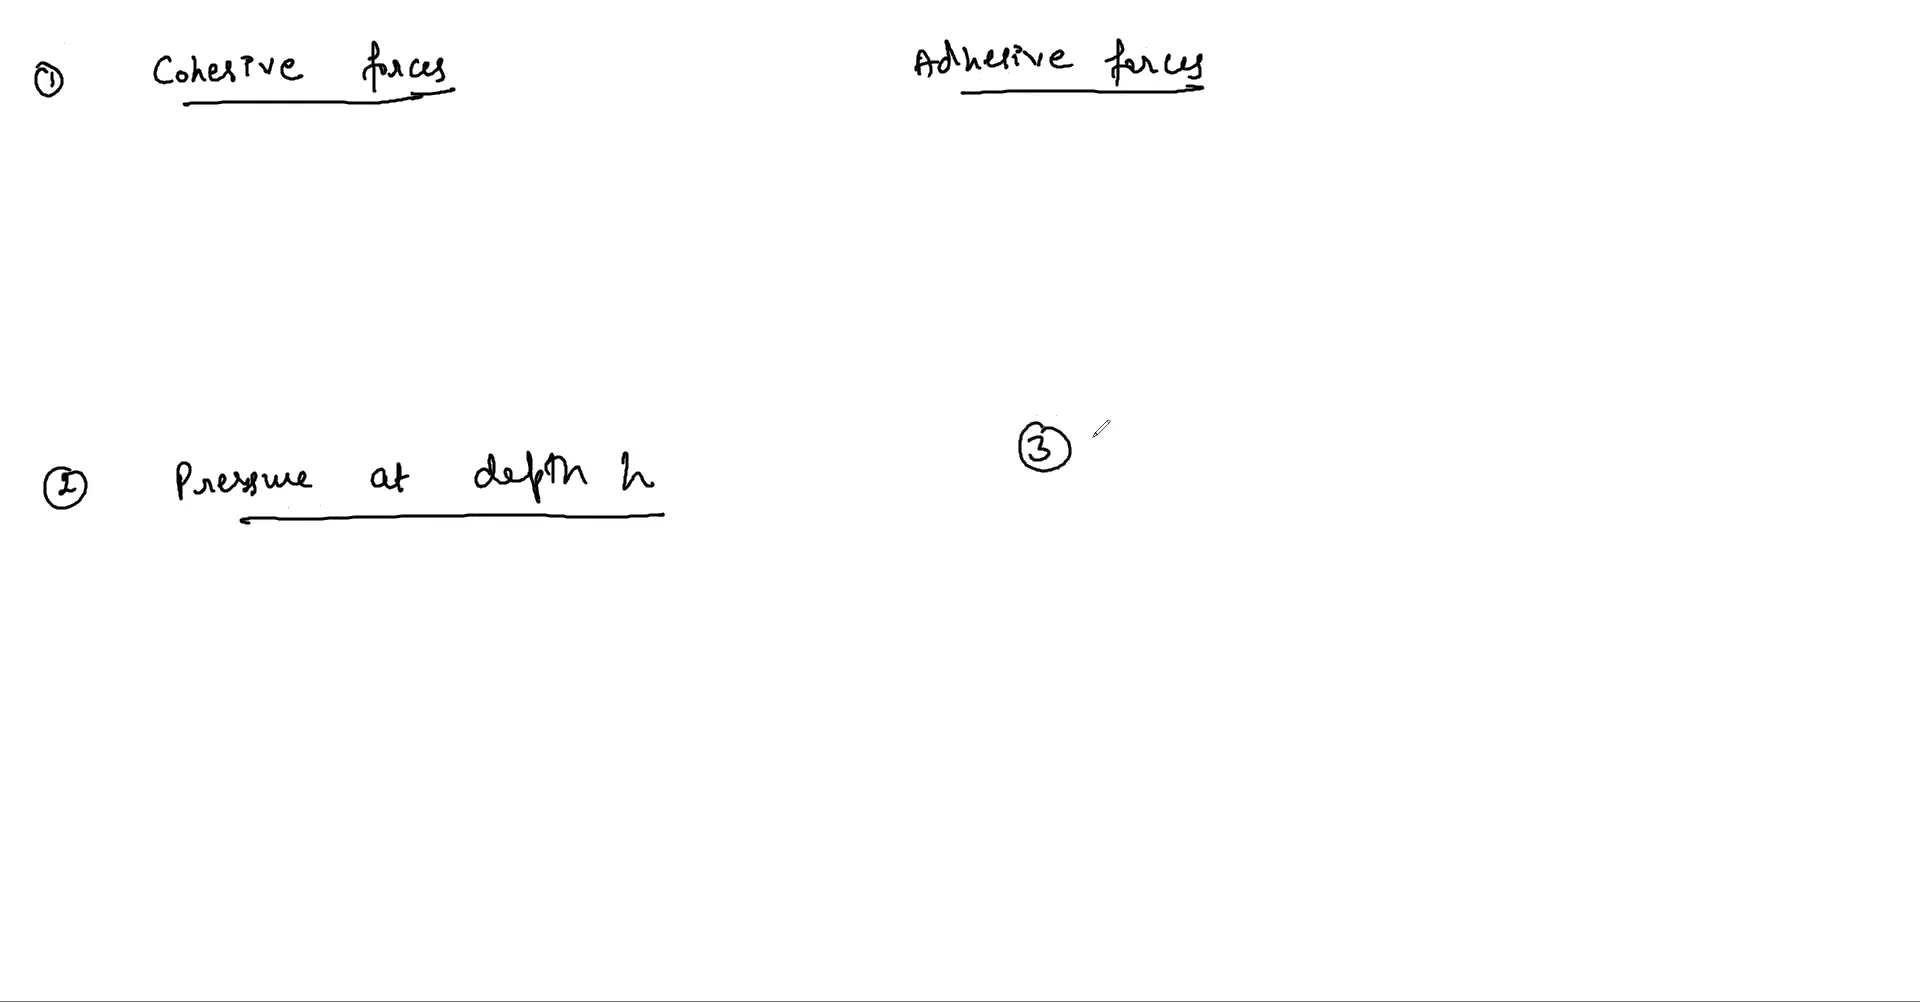 ① Cohesive forces
Adhesive forces
② Pressure at depth h
③